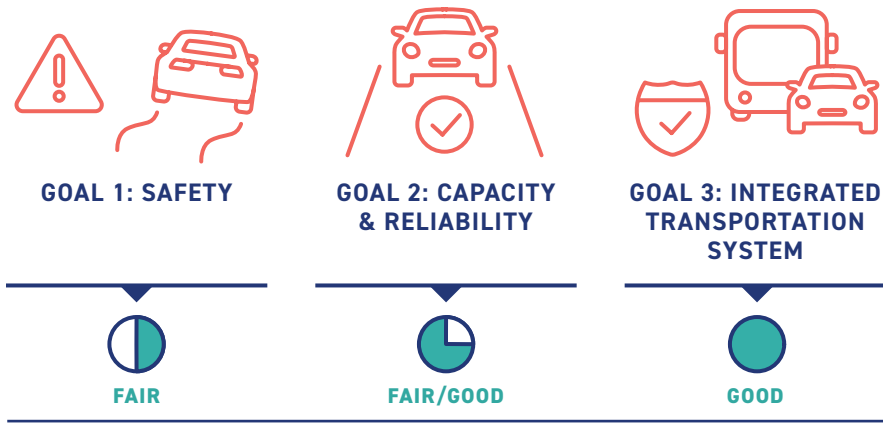 GOAL 1: SAFETY
GOAL 2: CAPACITY
& RELIABILITY
GOAL 3: INTEGRATED
TRANSPORTATION
SYSTEM
FAIR
FAIR/GOOD
GOOD